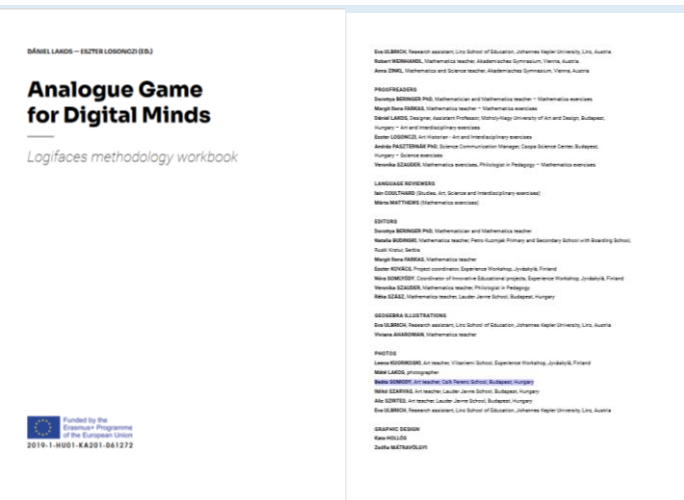 DÁNIEL LAKOS — ESZTER LOSONCZI (ED.)
Analogue Game
for Digital Minds
Logifaces methodology workbook
Funded by the
Erasmus+ Programme
of the European Union
2019-1-HU01-KA201-061272
Eva ULBRICH, Research assistant, Linz School of Education, Johannes Kepler University, Linz, Austria
Robert WEINHANDL, Mathematics teacher, Akademisches Gymnasium, Vienna, Austria
Anna ZINKL, Mathematics and Science teacher, Akademisches Gymnasium, Vienna, Austria
PROOFREADERS
Dorottya BERINGER PhD, Mathematician and Mathematics teacher – Mathematics exercises
Margit Ilona FARKAS, Mathematics teacher – Mathematics exercises
Dániel LAKOS, Designer, Assistant Professor, Moholy-Nagy University of Art and Design, Budapest,
Hungary – Art and Interdisciplinary exercises
Eszter LOSONCZI, Art Historian - Art and Interdisciplinary exercises
András PASZTERNÁK PhD, Science Communication Manager, Csopa Science Center, Budapest,
Hungary – Science exercises
Veronika SZAUDER, Mathematics exercises, Philologist in Pedagogy – Mathematics exercises
LANGUAGE REVIEWERS
Iain COULTHARD (Studies, Art, Science and Interdisciplinary exercises)
Márta MATTHEWS (Mathematics exercises)
EDITORS
Dorottya BERINGER PhD, Mathematician and Mathematics teacher
Natalija BUDINSKI, Mathematics teacher, Petro Kuzmjak Primary and Secondary School with Boarding School,
Ruski Krstur, Serbia
Margit Ilona FARKAS, Mathematics teacher
Eszter KOVÁCS, Project coordinator, Experience Workshop, Jyväskylä, Finland
Nóra SOMLYÓDY, Coordinator of Innovative Educational projects, Experience Workshop, Jyväskylä, Finland
Veronika SZAUDER, Mathematics teacher, Philologist in Pedagogy
Réka SZÁSZ, Mathematics teacher, Lauder Javne School, Budapest, Hungary
GEOGEBRA ILLUSTRATIONS
Eva ULBRICH, Research assistant, Linz School of Education, Johannes Kepler University, Linz, Austria
Viviana AHARONIAN, Mathematics teacher
PHOTOS
Leena KUORIKOSKI, Art teacher, Viitaniemi School, Experience Workshop, Jyväskylä, Finland
Máté LAKOS, photographer
SOMODY, Art teacher, Csík Ferenc School, Budapest, Hungary
Ildikó SZARVAS, Art teacher, Lauder Javne School, Budapest, Hungary
Aliz SZIRTES, Art teacher, Lauder Javne School, Budapest, Hungary
Eva ULBRICH, Research assistant, Linz School of Education, Johannes Kepler University, Linz, Austria
GRAPHIC DESIGN
Kata HOLLÓS
Zsófia MÁTRAVÖLGYI